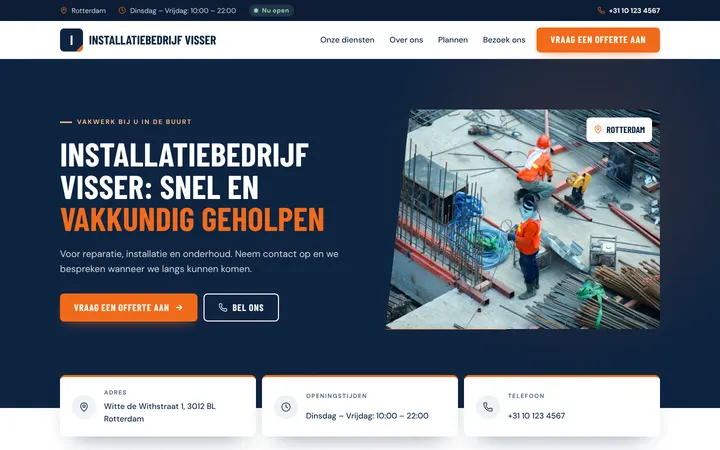 Rotterdam
Dinsdag – Vrijdag: 10:00 – 22:00
Nu open
+31 10 123 4567
I
INSTALLATIEBEDRIJF VISSER
Onze diensten
Over ons
Plannen
Bezoek ons
VRAAG EEN OFFERTE AAN
VAKWERK BIJ U IN DE BUURT
ROTTERDAM
INSTALLATIEBEDRIJF
VISSER: SNEL EN
VAKKUNDIG GEHOLPEN
Voor reparatie, installatie en onderhoud. Neem contact op en we
bespreken wanneer we langs kunnen komen.
VRAAG EEN OFFERTE AAN
BEL ONS
ADRES
Witte de Withstraat 1, 3012 BL
Rotterdam
OPENINGSTIJDEN
Dinsdag – Vrijdag: 10:00 – 22:00
TELEFOON
+31 10 123 4567